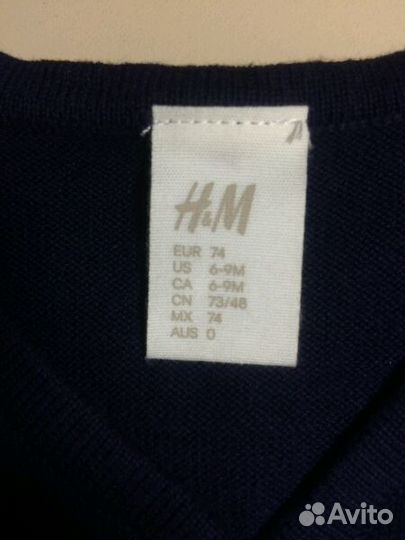 H&M
EUR 74
US 6-9M
CA 6-9M
CN 73/48
MX 74
AUS 0
Avito